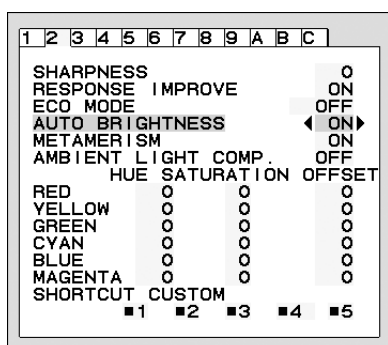 1 2 3 4 5 6 7 8 9 A B C
SHARPNESS 0
RESPONSE IMPROVE ON
ECO MODE OFF
AUTO BRIGHTNESS ON
METAMERISM ON
AMBIENT LIGHT COMP. OFF
HUE SATURATION OFFSET
RED 0 0 0
YELLOW 0 0 0
GREEN 0 0 0
CYAN 0 0 0
BLUE 0 0 0
MAGENTA 0 0 0
SHORTCUT CUSTOM
■1 ■2 ■3 ■4 ■5